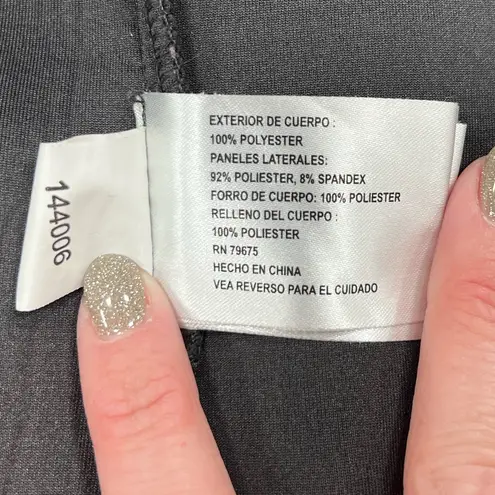 EXTERIOR DE CUERPO :
100% POLYESTER
PANELES LATERALES:
92% POLIESTER, 8% SPANDEX
FORRO DE CUERPO: 100% POLIESTER
RELLENO DEL CUERPO :
100% POLIESTER
RN 79675
HECHO EN CHINA
VEA REVERSO PARA EL CUIDADO
144006